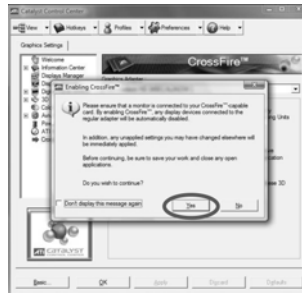 Catalyst Control Center
View
Hotkeys
Profiles
Preferences
Help
Graphics Settings
Welcome
Information Center
Displays Manager
CrossFire™
Graphics Adapter
Enabling CrossFire™
Please ensure that a monitor is connected to your CrossFire™-capable
card. By enabling CrossFire™, any display devices connected to the
regular adapter will be automatically disabled.
In addition, any unapplied settings you may have changed elsewhere will
be immediately applied.
Before continuing, be sure to save your work and close any open
applications.
Do you wish to continue?
Don't display this message again
Yes
No
CATALYST
Basic...
OK
Apply
Discard
Defaults